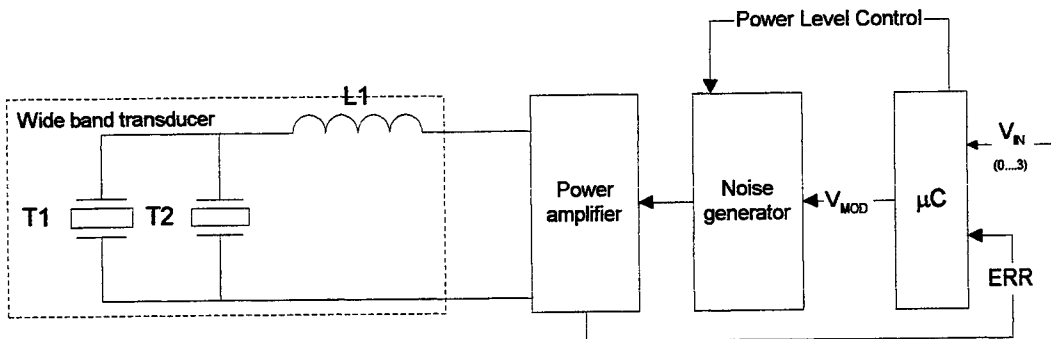 Power Level Control
L1
Wide band transducer
T1
T2
Power
amplifier
Noise
generator
V_MOD
µC
V_IN
(0....3)
ERR